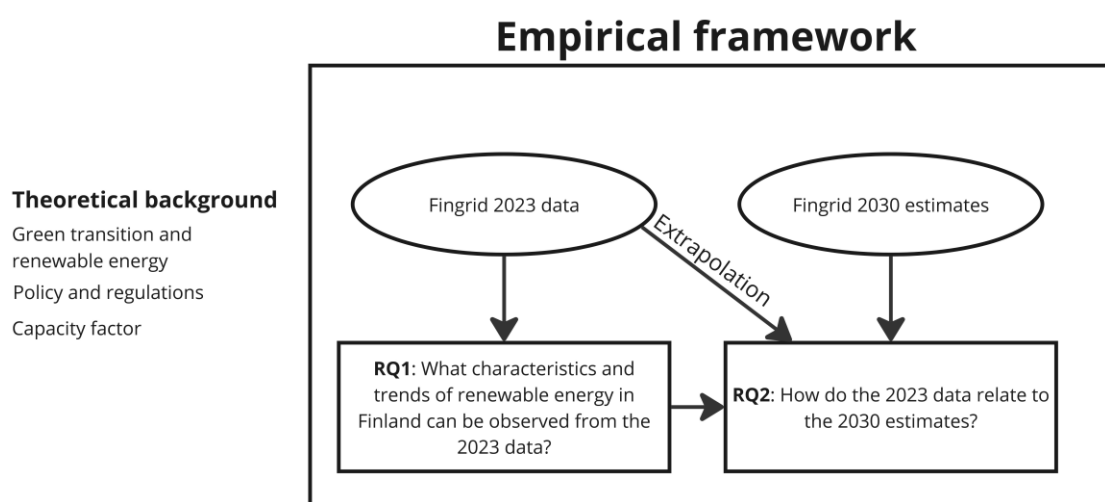 Empirical framework
Theoretical background
Green transition and
renewable energy
Policy and regulations
Capacity factor
Fingrid 2023 data
Fingrid 2030 estimates
Extrapolation
RQ1: What characteristics and
trends of renewable energy in
Finland can be observed from the
2023 data?
RQ2: How do the 2023 data relate to
the 2030 estimates?